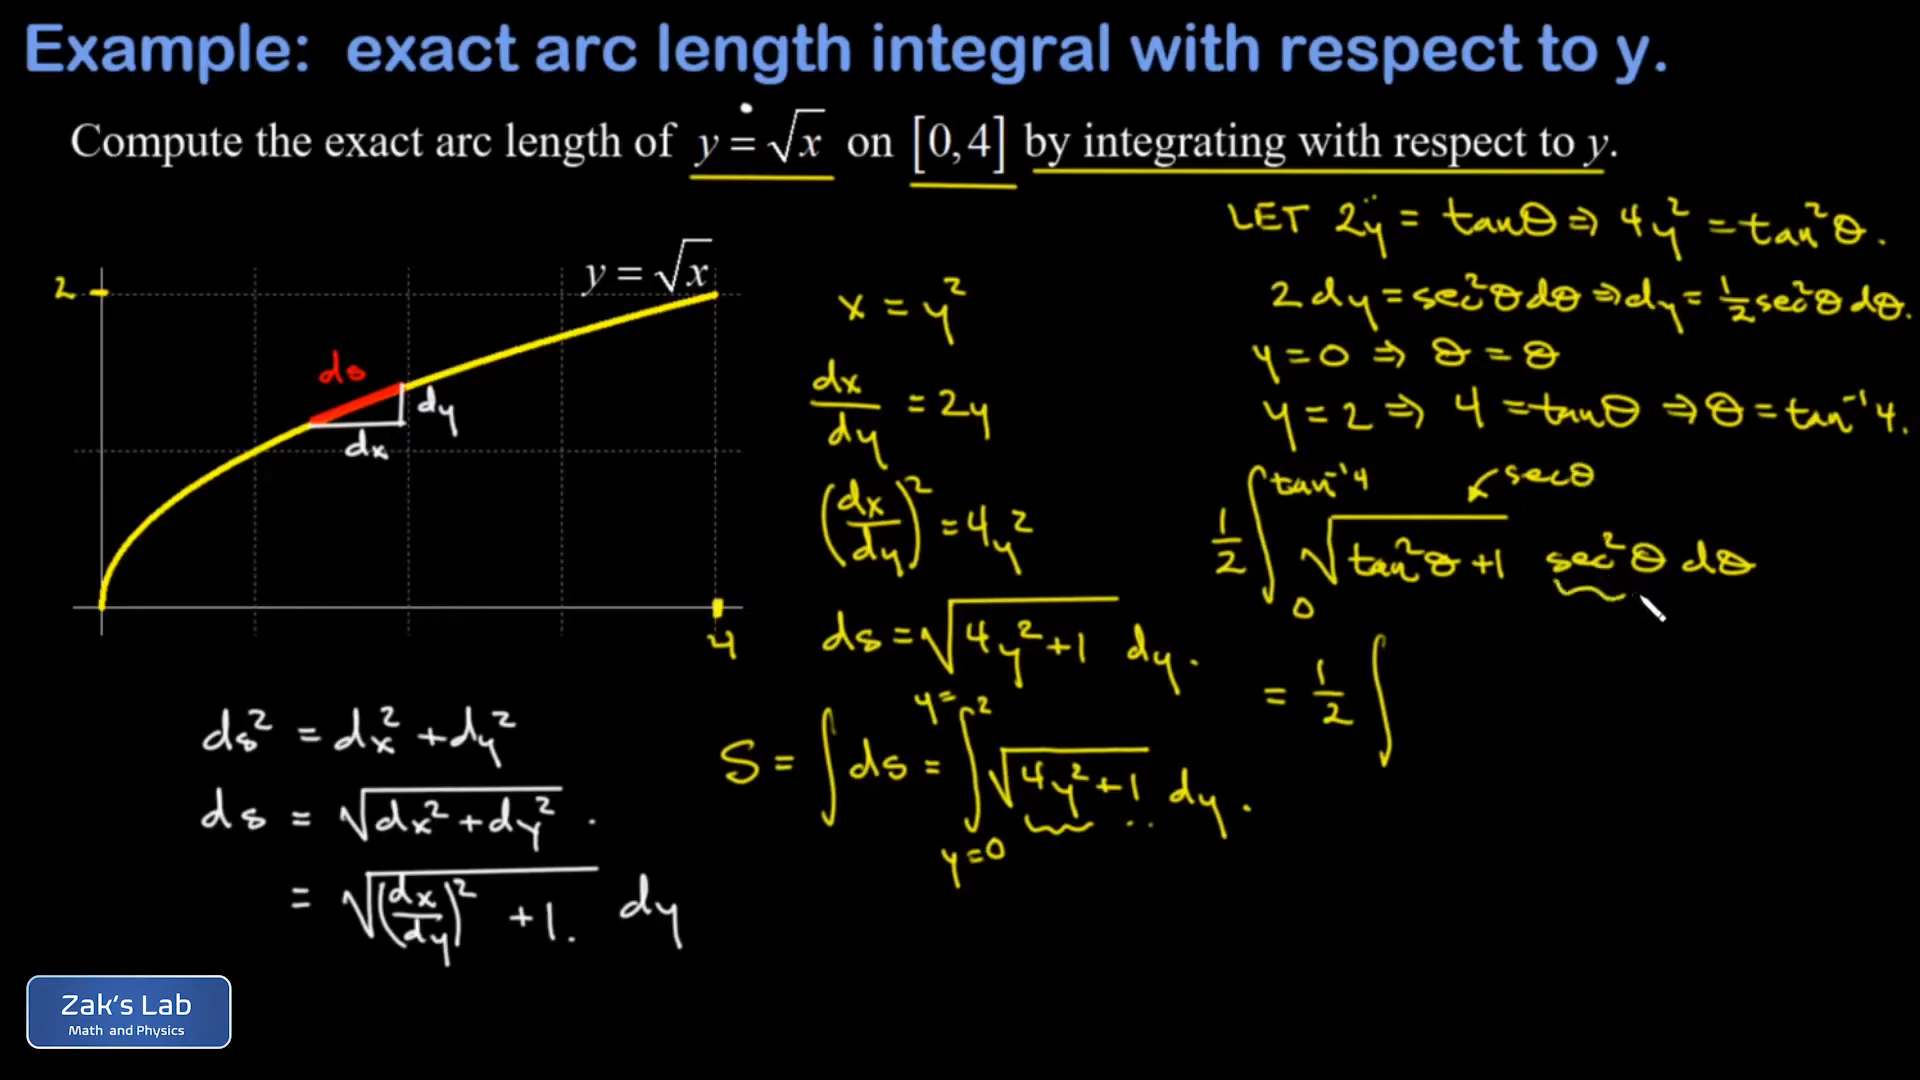 Example: exact arc length integral with respect to y.
Compute the exact arc length of y = √x on [0,4] by integrating with respect to y.
2
y = √x
ds
dy
dx
4
ds² = dx² + dy²
ds = √(dx² + dy²) .
= √((dx/dy)² + 1.) dy
x = y²
dx/dy = 2y
(dx/dy)² = 4y²
ds = √(4y² + 1) dy.
S = ∫ ds = ∫_{y=0}^{y=2} √(4y² + 1) dy.
LET 2y = tanθ ⇒ 4y² = tan²θ.
2dy = sec²θ dθ ⇒ dy = ½ sec²θ dθ.
y = 0 ⇒ θ = θ
y = 2 ⇒ 4 = tanθ ⇒ θ = tan⁻¹4.
secθ
½ ∫_{0}^{tan⁻¹4} √(tan²θ + 1) sec²θ dθ
= ½ ∫
Zak's Lab
Math and Physics